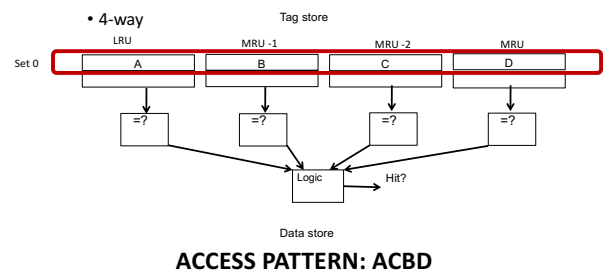 • 4-way
Tag store
LRU MRU -1 MRU -2 MRU
Set 0 A B C D
=? =? =? =?
Logic Hit?
Data store
ACCESS PATTERN: ACBD